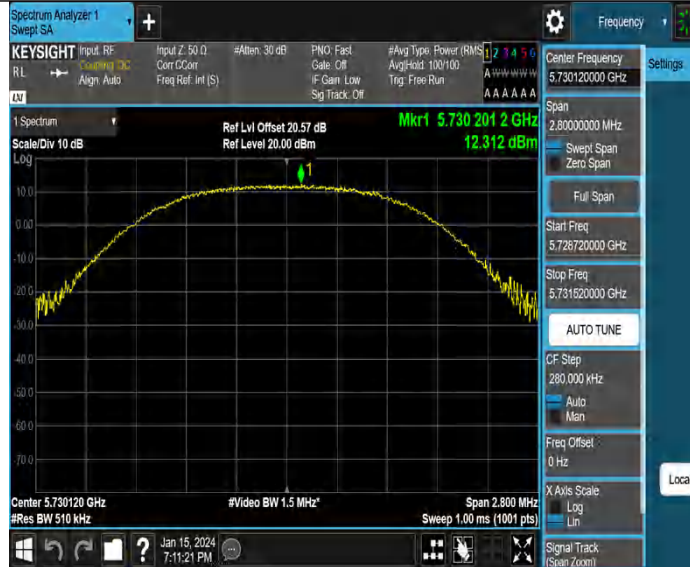 Spectrum Analyzer 1
Swept SA
+
Frequency
KEYSIGHT
RL
Input: RF
Coupling: DC
Align: Auto
Input Z: 50 Ω
Corr CCorr
Freq Ref: Int (S)
#Atten: 30 dB
PNO: Fast
Gate: Off
IF Gain: Low
Sig Track: Off
#Avg Type: Power (RMS
Avg|Hold: 100/100
Trig: Free Run
1 2 3 4 5 6
A W W W W W
A A A A A A
LXI
1 Spectrum
Scale/Div 10 dB
Log
Ref Lvl Offset 20.57 dB
Ref Level 20.00 dBm
Mkr1 5.730 201 2 GHz
12.312 dBm
1
10.0
0.00
-10.0
-20.0
-30.0
-40.0
-50.0
-60.0
-70.0
Center 5.730120 GHz
#Res BW 510 kHz
#Video BW 1.5 MHz*
Span 2.800 MHz
Sweep 1.00 ms (1001 pts)
?
Jan 15, 2024
7:11:21 PM
Center Frequency
5.730120000 GHz
Settings
Span
2.80000000 MHz
Swept Span
Zero Span
Full Span
Start Freq
5.728720000 GHz
Stop Freq
5.731520000 GHz
AUTO TUNE
CF Step
280.000 kHz
Auto
Man
Freq Offset
0 Hz
X Axis Scale
Log
Lin
Loca
Signal Track
(Span Zoom)